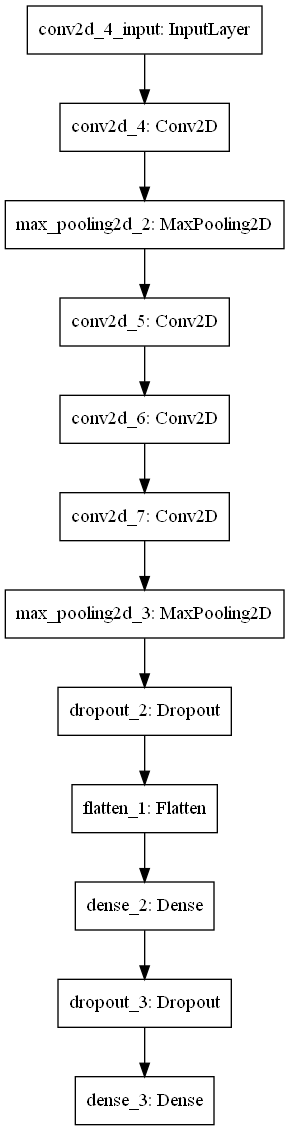 conv2d_4_input: InputLayer
conv2d_4: Conv2D
max_pooling2d_2: MaxPooling2D
conv2d_5: Conv2D
conv2d_6: Conv2D
conv2d_7: Conv2D
max_pooling2d_3: MaxPooling2D
dropout_2: Dropout
flatten_1: Flatten
dense_2: Dense
dropout_3: Dropout
dense_3: Dense